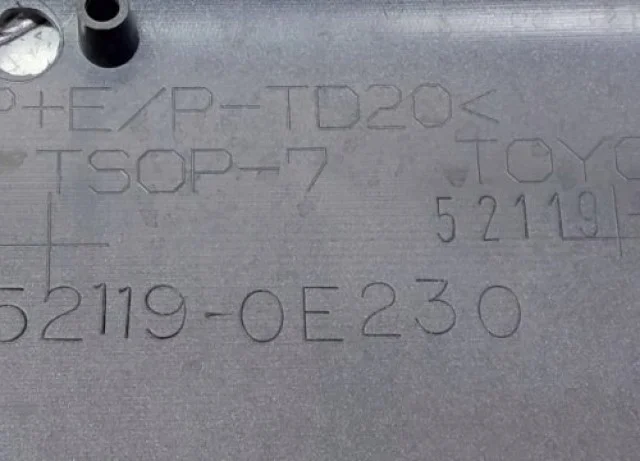 P+E/P-TD20<
TSOP-7
TOYO
52119-
52119-0E230